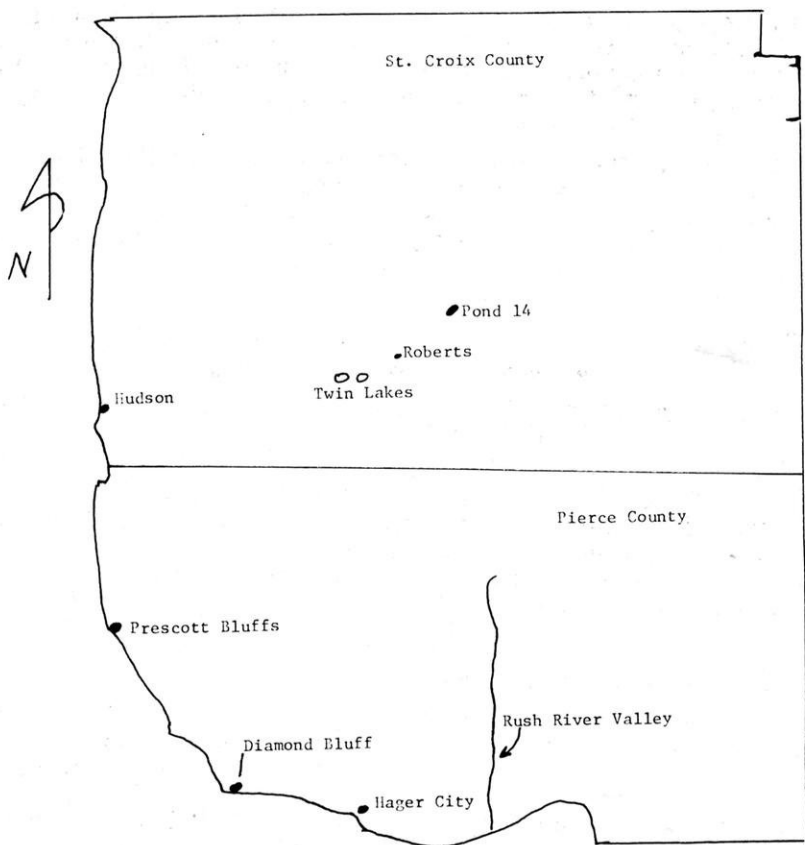 St. Croix County
N
Pond 14
Roberts
Twin Lakes
Hudson
Pierce County
Prescott Bluffs
Rush River Valley
Diamond Bluff
Hager City